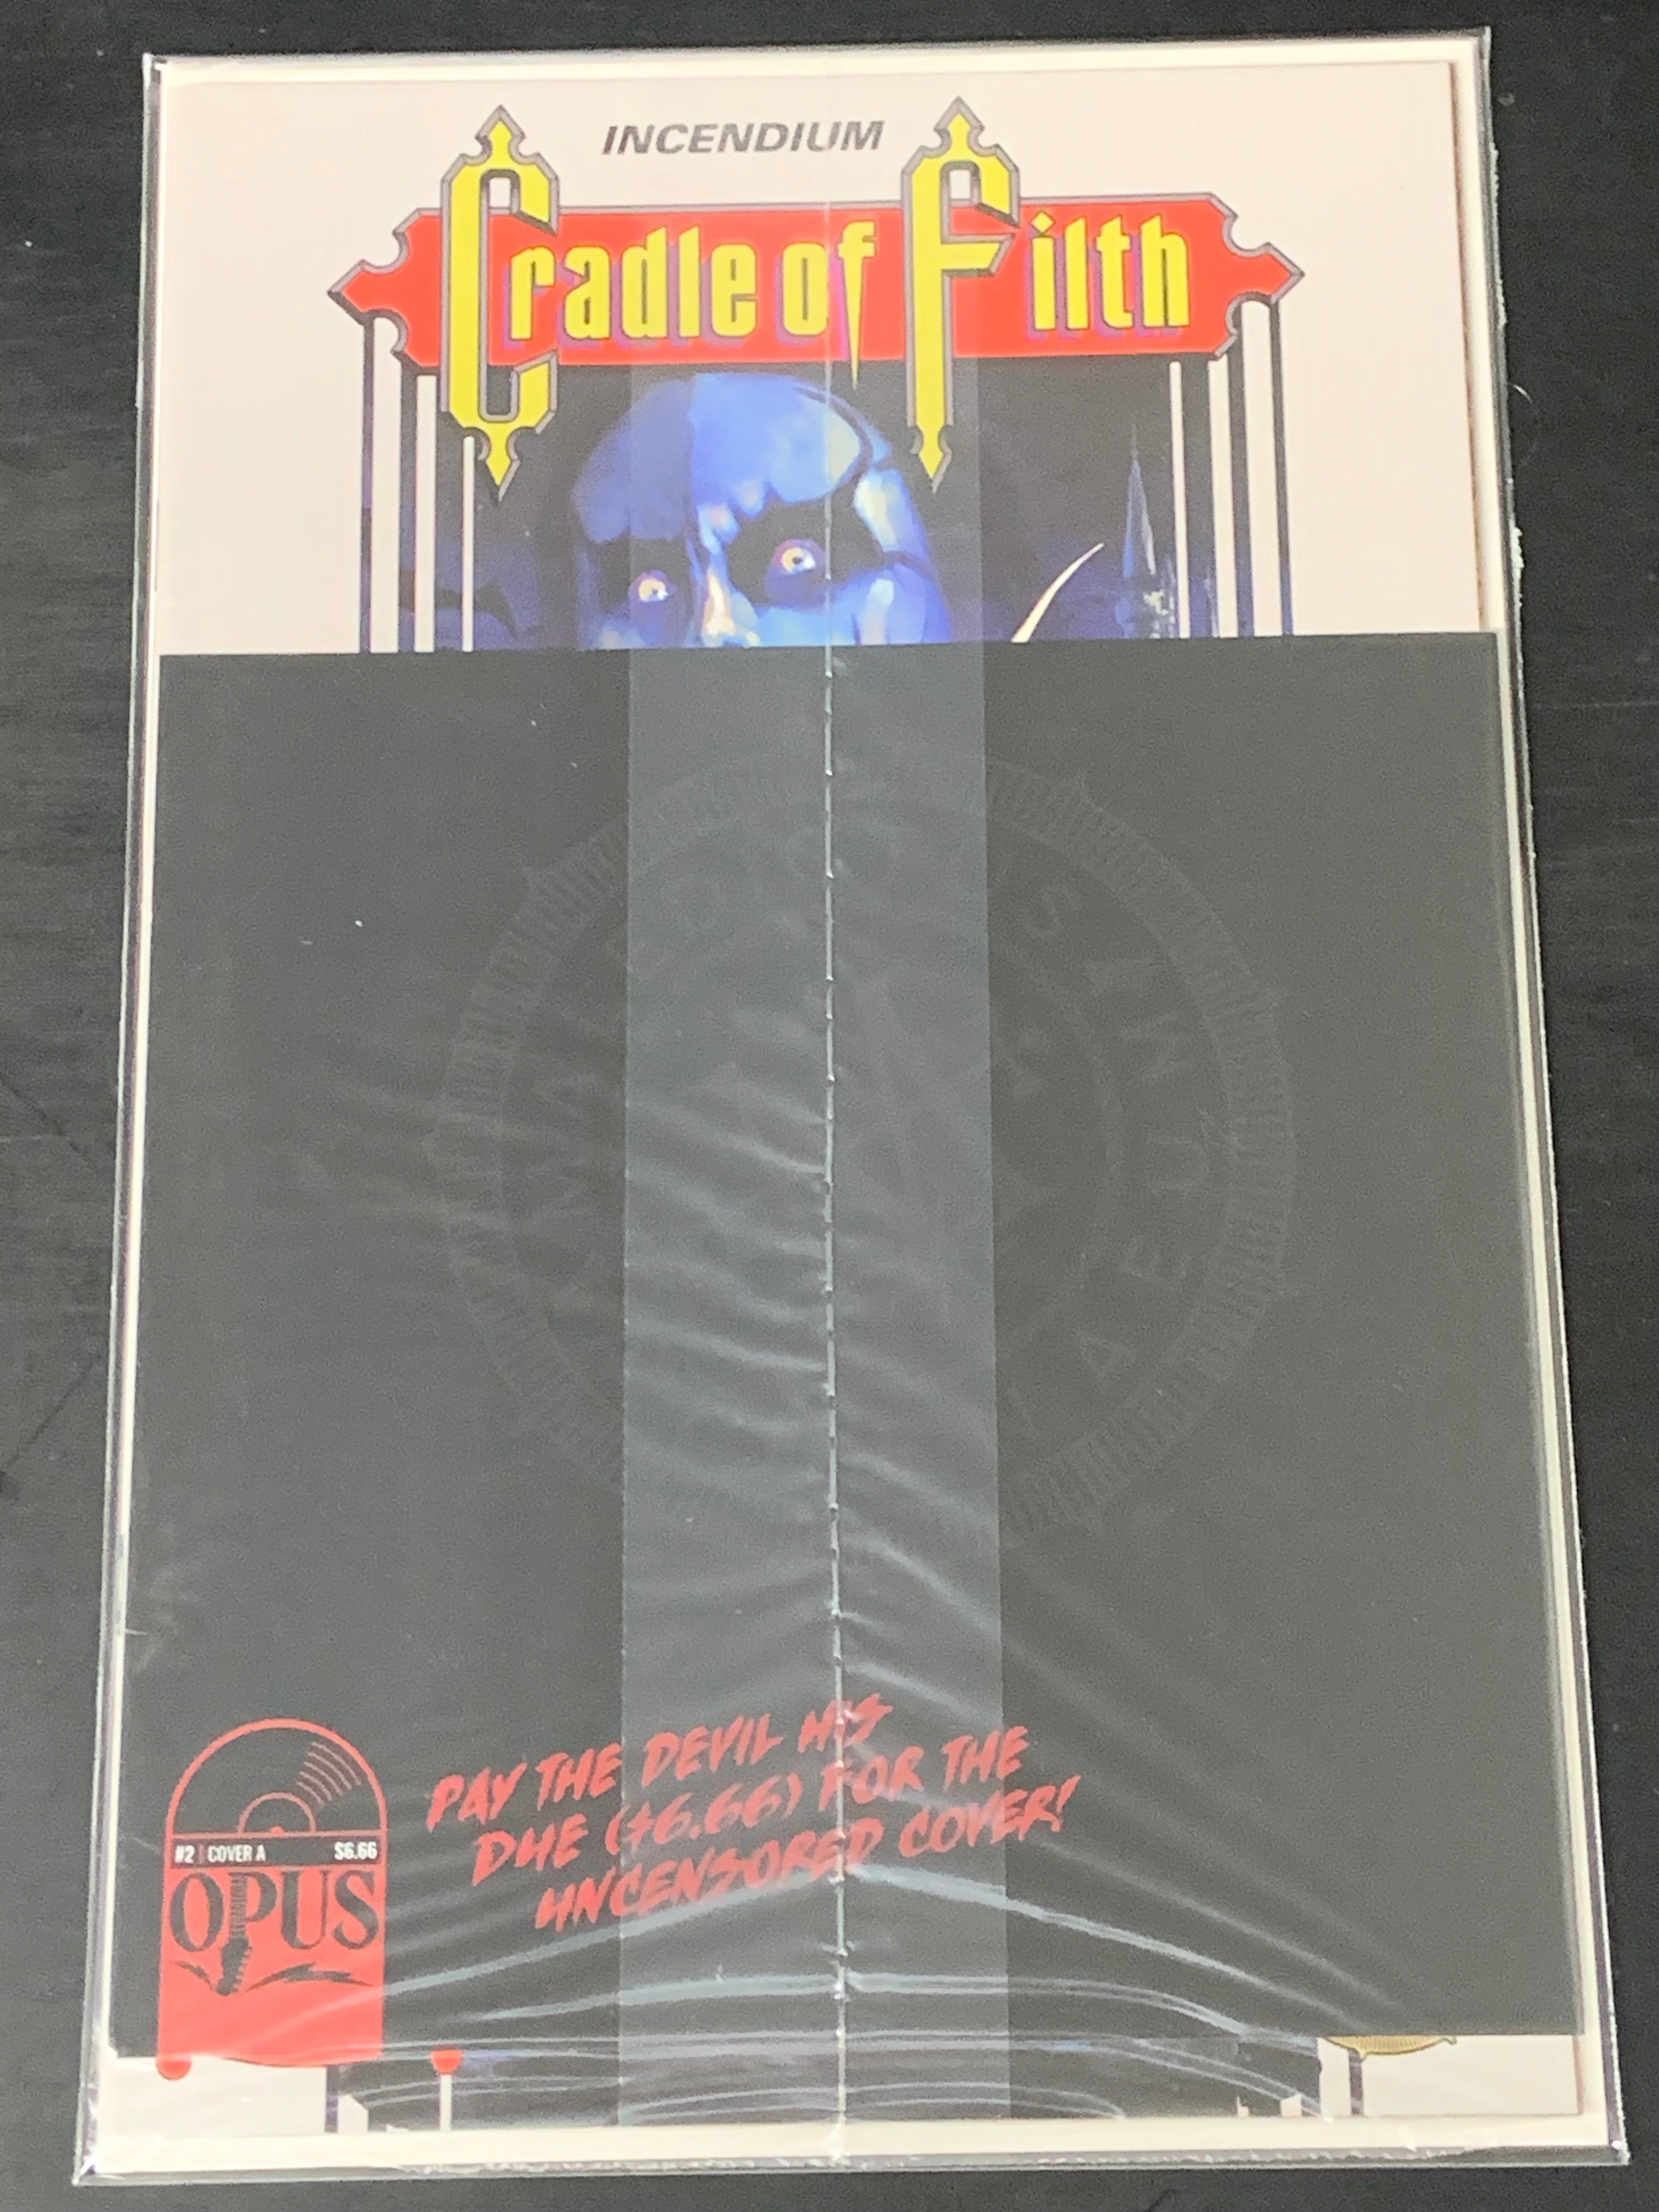 INCENDIUM
Cradle of Filth
PAY THE DEVIL HIS
DUE ($6.66) FOR THE
UNCENSORED COVER!
#2 COVER A $6.66
OPUS